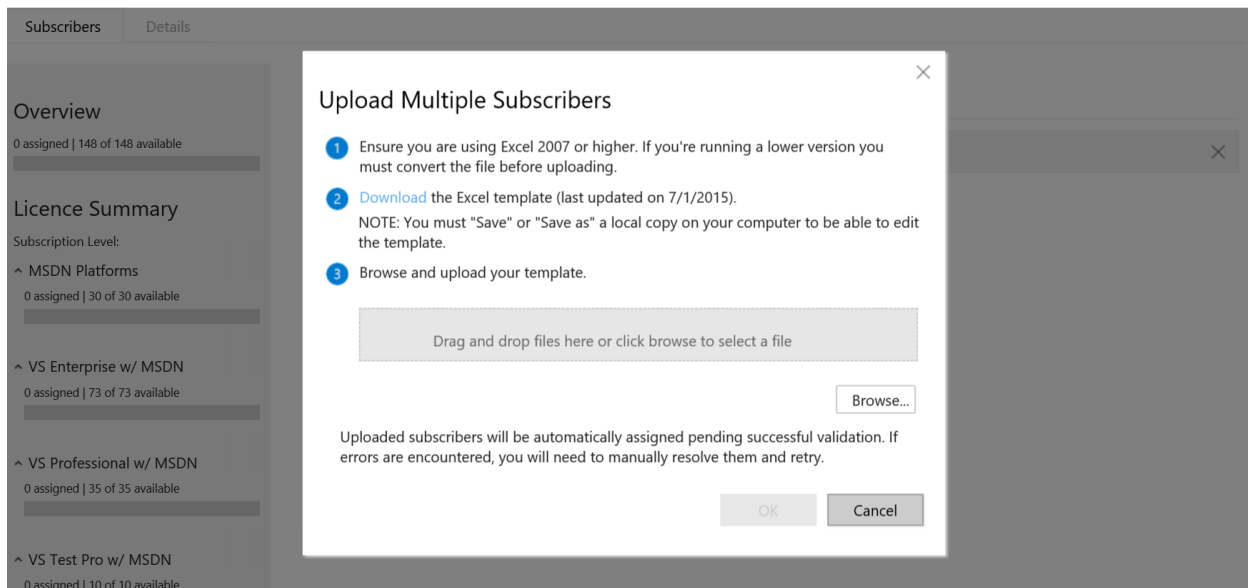 Subscribers
Details
Overview
0 assigned | 148 of 148 available
Licence Summary
Subscription Level:
MSDN Platforms
0 assigned | 30 of 30 available
VS Enterprise w/ MSDN
0 assigned | 73 of 73 available
VS Professional w/ MSDN
0 assigned | 35 of 35 available
VS Test Pro w/ MSDN
0 assigned | 10 of 10 available
Upload Multiple Subscribers
1 Ensure you are using Excel 2007 or higher. If you're running a lower version you
must convert the file before uploading.
2 Download the Excel template (last updated on 7/1/2015).
NOTE: You must "Save" or "Save as" a local copy on your computer to be able to edit
the template.
3 Browse and upload your template.
Drag and drop files here or click browse to select a file
Browse...
Uploaded subscribers will be automatically assigned pending successful validation. If
errors are encountered, you will need to manually resolve them and retry.
OK
Cancel